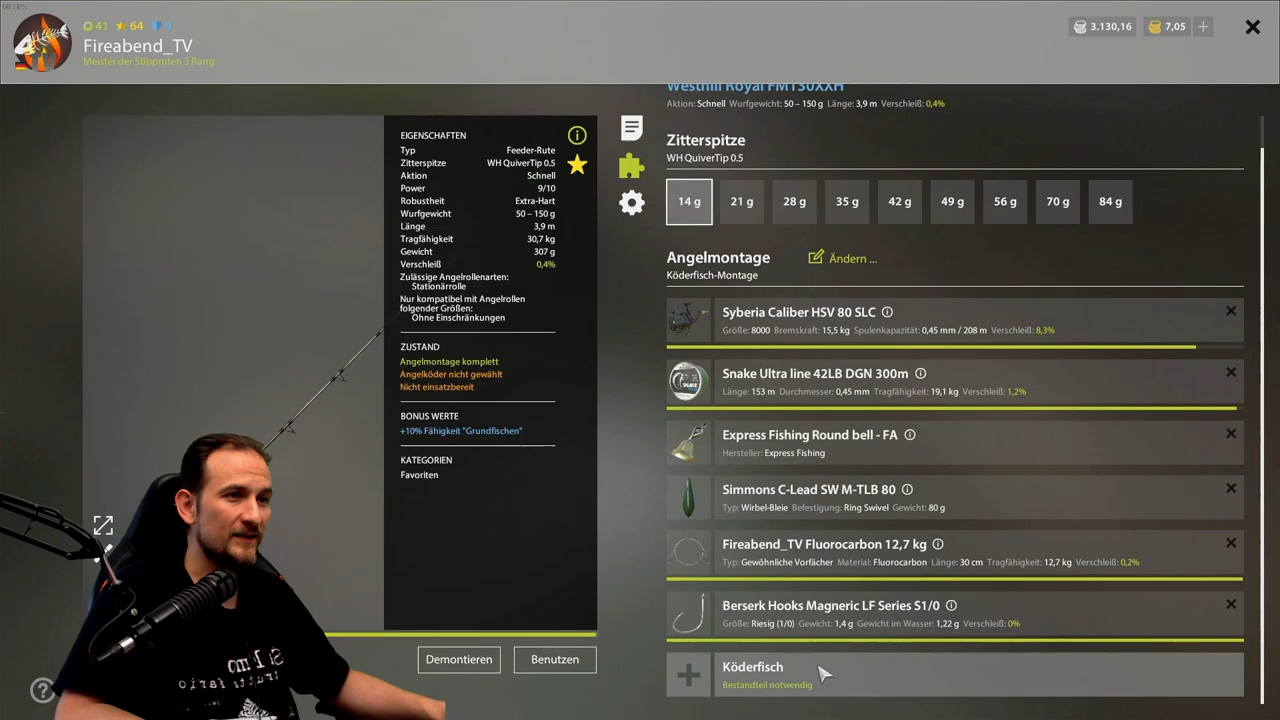 60 FPS
41 64 0
Fireabend_TV
Meister der Stippruten 3 Rang
3.130,16 7,05 +
EIGENSCHAFTEN
Typ Feeder-Rute
Zitterspitze WH QuiverTip 0.5
Aktion Schnell
Power 9/10
Robustheit Extra-Hart
Wurfgewicht 50 – 150 g
Länge 3,9 m
Tragfähigkeit 30,7 kg
Gewicht 307 g
Verschleiß 0,4%
Zulässige Angelrollenarten:
Stationärrolle
Nur kompatibel mit Angelrollen
folgender Größen:
Ohne Einschränkungen
ZUSTAND
Angelmontage komplett
Angelköder nicht gewählt
Nicht einsatzbereit
BONUS WERTE
+10% Fähigkeit "Grundfischen"
KATEGORIEN
Favoriten
Demontieren Benutzen
Westhill Royal FM130XXH
Aktion: Schnell Wurfgewicht: 50 – 150 g Länge: 3,9 m Verschleiß: 0,4%
Zitterspitze
WH QuiverTip 0.5
14 g 21 g 28 g 35 g 42 g 49 g 56 g 70 g 84 g
Angelmontage Ändern ...
Köderfisch-Montage
Syberia Caliber HSV 80 SLC
Größe: 8000 Bremskraft: 15,5 kg Spulenkapazität: 0,45 mm / 208 m Verschleiß: 8,3%
Snake Ultra line 42LB DGN 300m
Länge: 153 m Durchmesser: 0,45 mm Tragfähigkeit: 19,1 kg Verschleiß: 1,2%
Express Fishing Round bell - FA
Hersteller: Express Fishing
Simmons C-Lead SW M-TLB 80
Typ: Wirbel-Bleie Befestigung: Ring Swivel Gewicht: 80 g
Fireabend_TV Fluorocarbon 12,7 kg
Typ: Gewöhnliche Vorfächer Material: Fluorocarbon Länge: 30 cm Tragfähigkeit: 12,7 kg Verschleiß: 0,2%
Berserk Hooks Magneric LF Series S1/0
Größe: Riesig (1/0) Gewicht: 1,4 g Gewicht im Wasser: 1,22 g Verschleiß: 0%
Köderfisch
Bestandteil notwendig